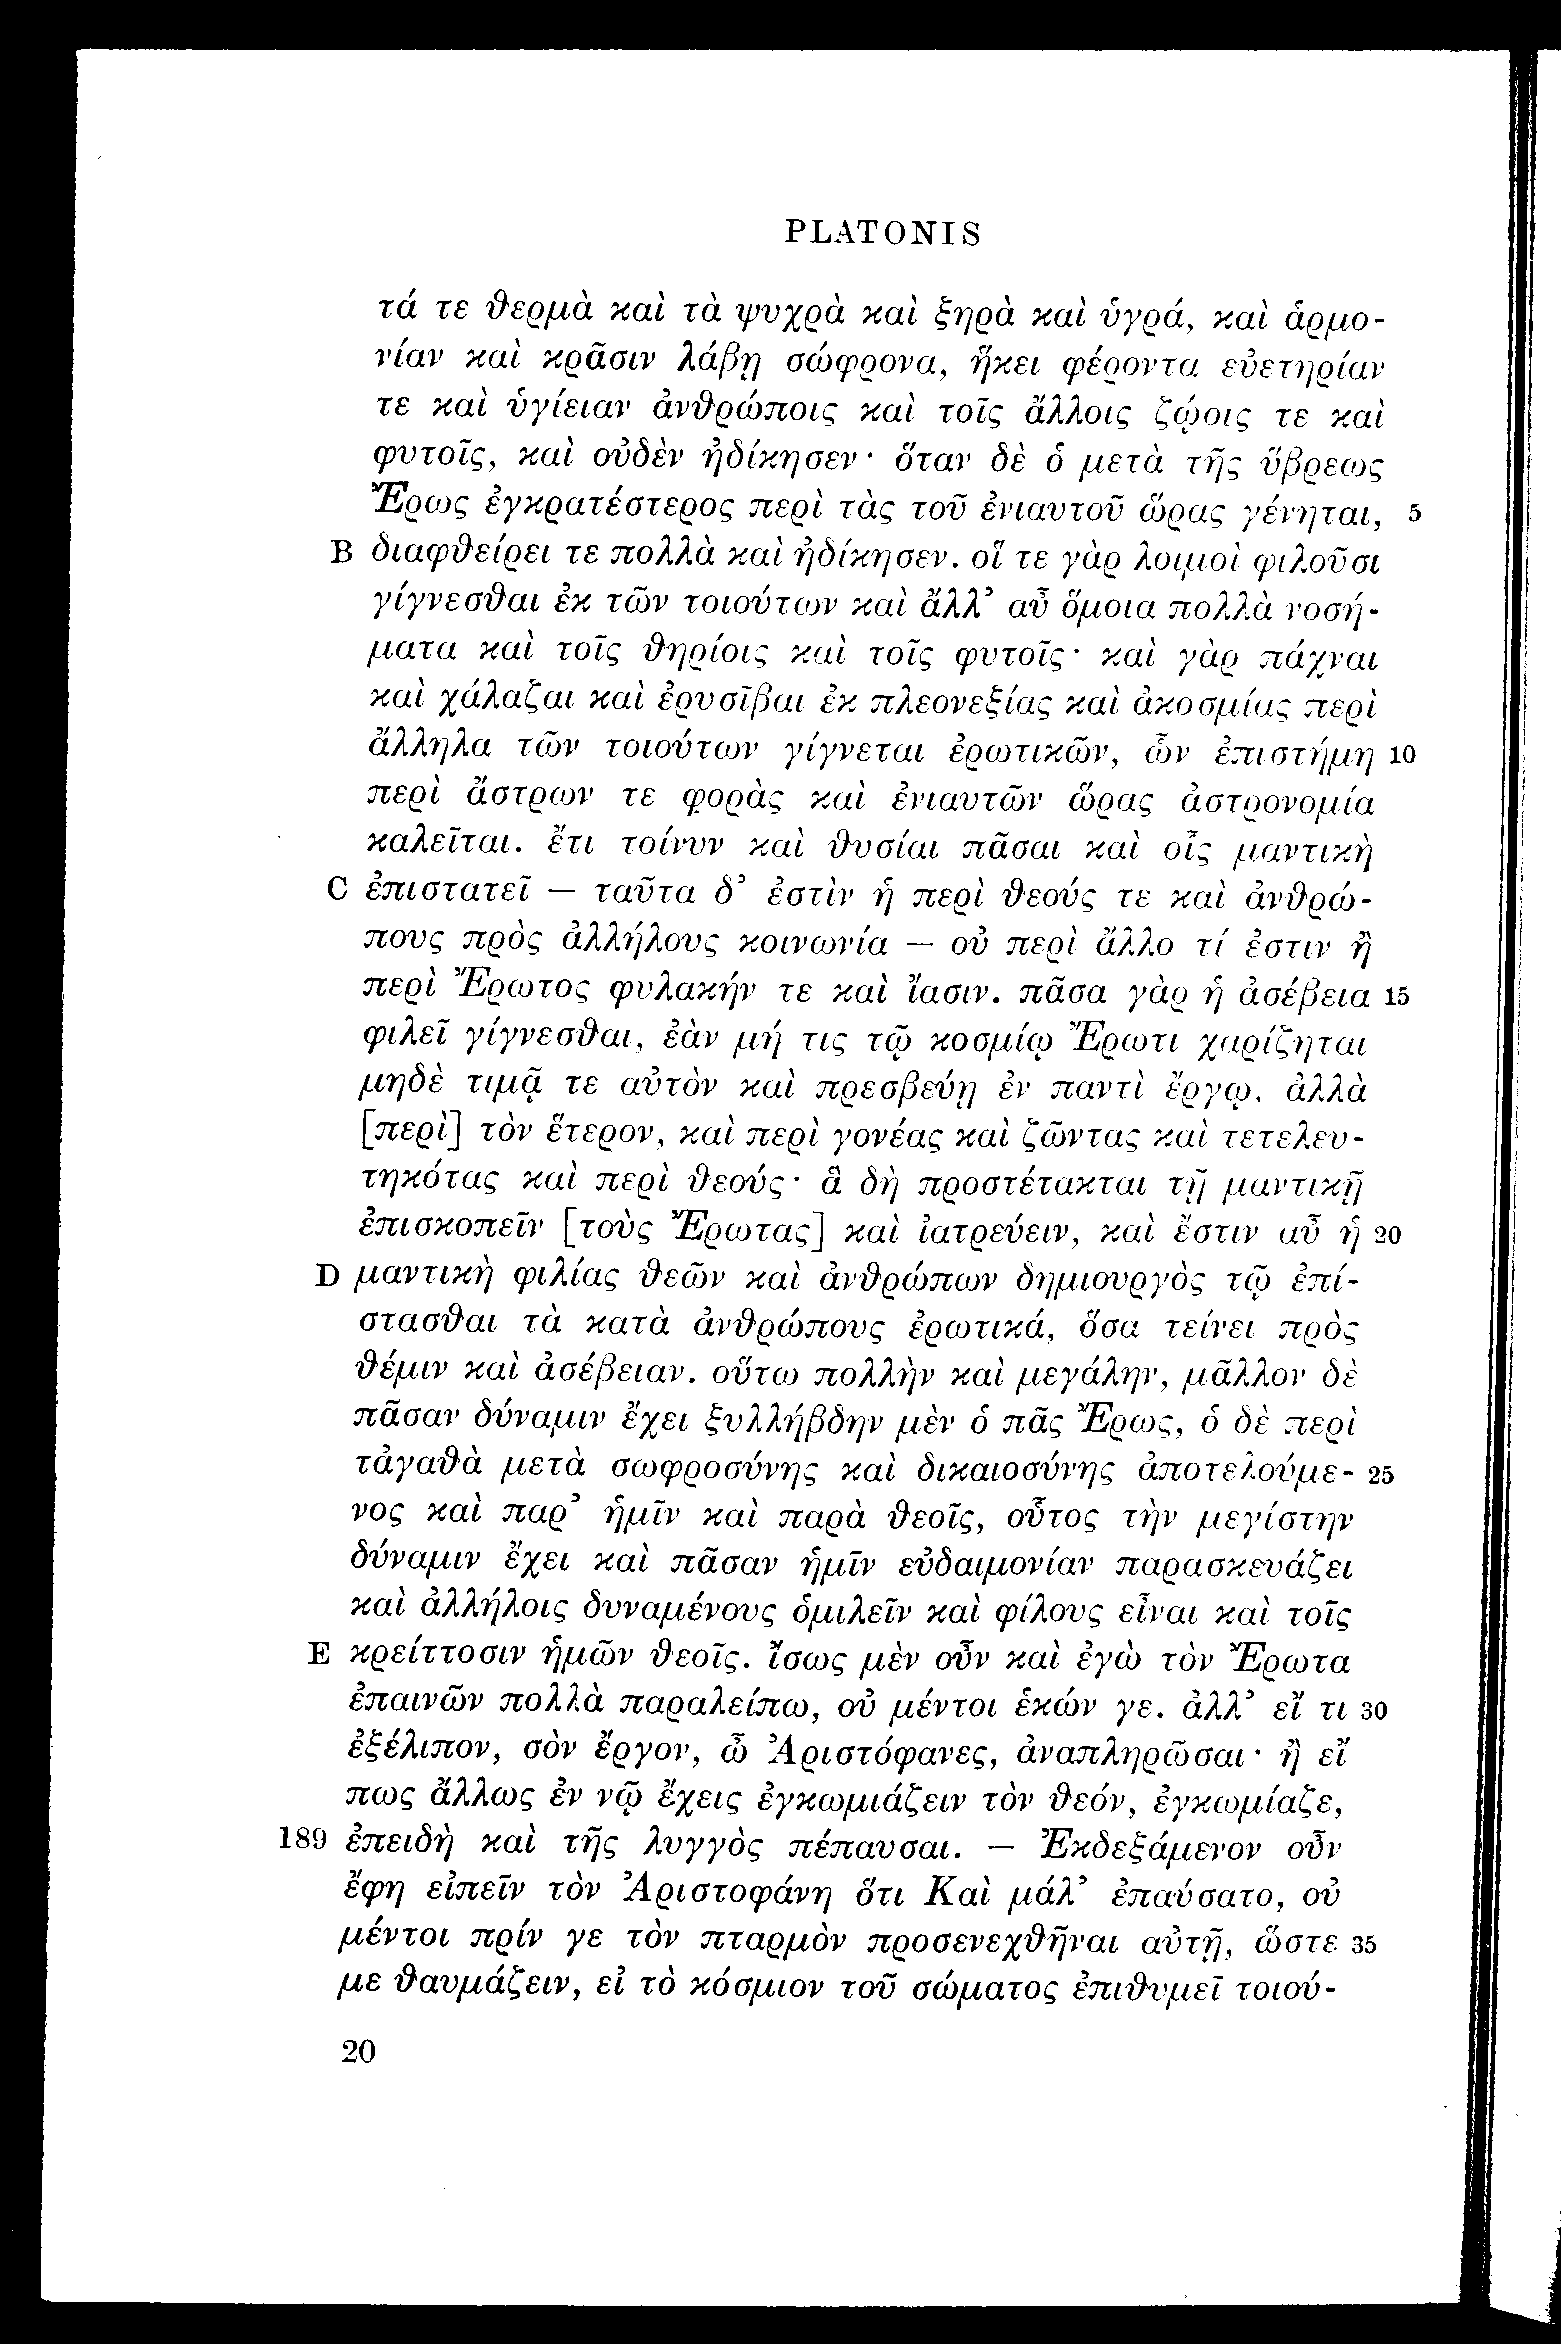 PLATONIS
τά τε θερμὰ καὶ τὰ ψυχρὰ καὶ ξηρὰ καὶ ὑγρά, καὶ ἁρμο-
νίαν καὶ κρᾶσιν λάβῃ σώφρονα, ἥκει φέροντα εὐετηρίαν
τε καὶ ὑγίειαν ἀνθρώποις καὶ τοῖς ἄλλοις ζῴοις τε καὶ
φυτοῖς, καὶ οὐδὲν ἠδίκησεν· ὅταν δὲ ὁ μετὰ τῆς ὕβρεως
Ἔρως ἐγκρατέστερος περὶ τὰς τοῦ ἐνιαυτοῦ ὥρας γένηται, 5
B διαφθείρει τε πολλὰ καὶ ἠδίκησεν. οἵ τε γὰρ λοιμοὶ φιλοῦσι
γίγνεσθαι ἐκ τῶν τοιούτων καὶ ἄλλ’ αὖ ὅμοια πολλὰ νοσή-
ματα καὶ τοῖς θηρίοις καὶ τοῖς φυτοῖς· καὶ γὰρ πάχναι
καὶ χάλαζαι καὶ ἐρυσῖβαι ἐκ πλεονεξίας καὶ ἀκοσμίας περὶ
ἄλληλα τῶν τοιούτων γίγνεται ἐρωτικῶν, ὧν ἐπιστήμη 10
περὶ ἄστρων τε φορὰς καὶ ἐνιαυτῶν ὥρας ἀστρονομία
καλεῖται. ἔτι τοίνυν καὶ θυσίαι πᾶσαι καὶ οἷς μαντικὴ
C ἐπιστατεῖ — ταῦτα δ’ ἐστὶν ἡ περὶ θεούς τε καὶ ἀνθρώ-
πους πρὸς ἀλλήλους κοινωνία — οὐ περὶ ἄλλο τί ἐστιν ἢ
περὶ Ἔρωτος φυλακήν τε καὶ ἴασιν. πᾶσα γὰρ ἡ ἀσέβεια 15
φιλεῖ γίγνεσθαι, ἐὰν μή τις τῷ κοσμίῳ Ἔρωτι χαρίζηται
μηδὲ τιμᾷ τε αὐτὸν καὶ πρεσβεύῃ ἐν παντὶ ἔργῳ, ἀλλὰ
[περὶ] τὸν ἕτερον, καὶ περὶ γονέας καὶ ζῶντας καὶ τετελευ-
τηκότας καὶ περὶ θεούς· ἃ δὴ προστέτακται τῇ μαντικῇ
ἐπισκοπεῖν [τοὺς Ἔρωτας] καὶ ἰατρεύειν, καὶ ἔστιν αὖ ἡ 20
D μαντικὴ φιλίας θεῶν καὶ ἀνθρώπων δημιουργὸς τῷ ἐπί-
στασθαι τὰ κατὰ ἀνθρώπους ἐρωτικά, ὅσα τείνει πρὸς
θέμιν καὶ ἀσέβειαν. οὕτω πολλὴν καὶ μεγάλην, μᾶλλον δὲ
πᾶσαν δύναμιν ἔχει ξυλλήβδην μὲν ὁ πᾶς Ἔρως, ὁ δὲ περὶ
τἀγαθὰ μετὰ σωφροσύνης καὶ δικαιοσύνης ἀποτελούμε- 25
νος καὶ παρ’ ἡμῖν καὶ παρὰ θεοῖς, οὗτος τὴν μεγίστην
δύναμιν ἔχει καὶ πᾶσαν ἡμῖν εὐδαιμονίαν παρασκευάζει
καὶ ἀλλήλοις δυναμένους ὁμιλεῖν καὶ φίλους εἶναι καὶ τοῖς
E κρείττοσιν ἡμῶν θεοῖς. ἴσως μὲν οὖν καὶ ἐγὼ τὸν Ἔρωτα
ἐπαινῶν πολλὰ παραλείπω, οὐ μέντοι ἑκών γε. ἀλλ’ εἴ τι 30
ἐξέλιπον, σὸν ἔργον, ὦ Ἀριστόφανες, ἀναπληρῶσαι· ἢ εἴ
πως ἄλλως ἐν νῷ ἔχεις ἐγκωμιάζειν τὸν θεόν, ἐγκωμίαζε,
189 ἐπειδὴ καὶ τῆς λυγγὸς πέπαυσαι. — Ἐκδεξάμενον οὖν
ἔφη εἰπεῖν τὸν Ἀριστοφάνη ὅτι Καὶ μάλ’ ἐπαύσατο, οὐ
μέντοι πρίν γε τὸν πταρμὸν προσενεχθῆναι αὐτῇ, ὥστε 35
με θαυμάζειν, εἰ τὸ κόσμιον τοῦ σώματος ἐπιθυμεῖ τοιού-
20